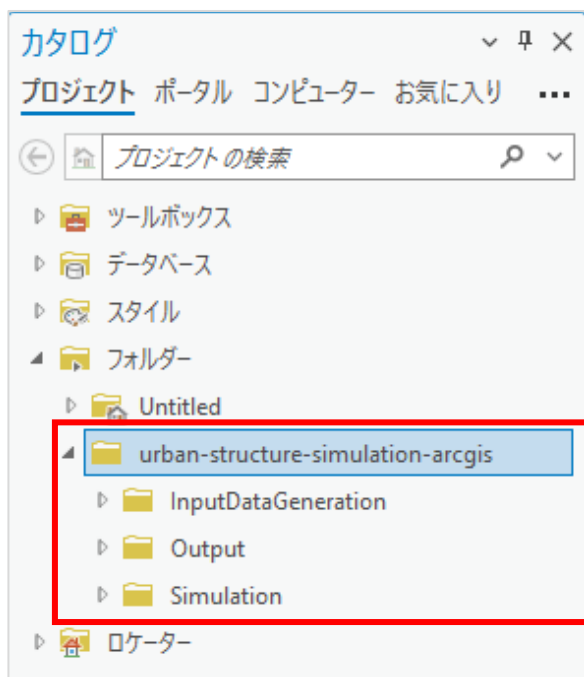 カタログ
プロジェクト ポータル コンピューター お気に入り
プロジェクトの検索
ツールボックス
データベース
スタイル
フォルダー
Untitled
urban-structure-simulation-arcgis
InputDataGeneration
Output
Simulation
ロケーター